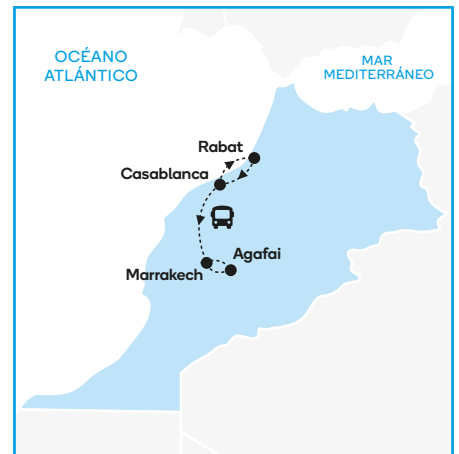 OCÉANO
ATLÁNTICO
MAR
MEDITERRÁNEO
Rabat
Casablanca
Agafai
Marrakech